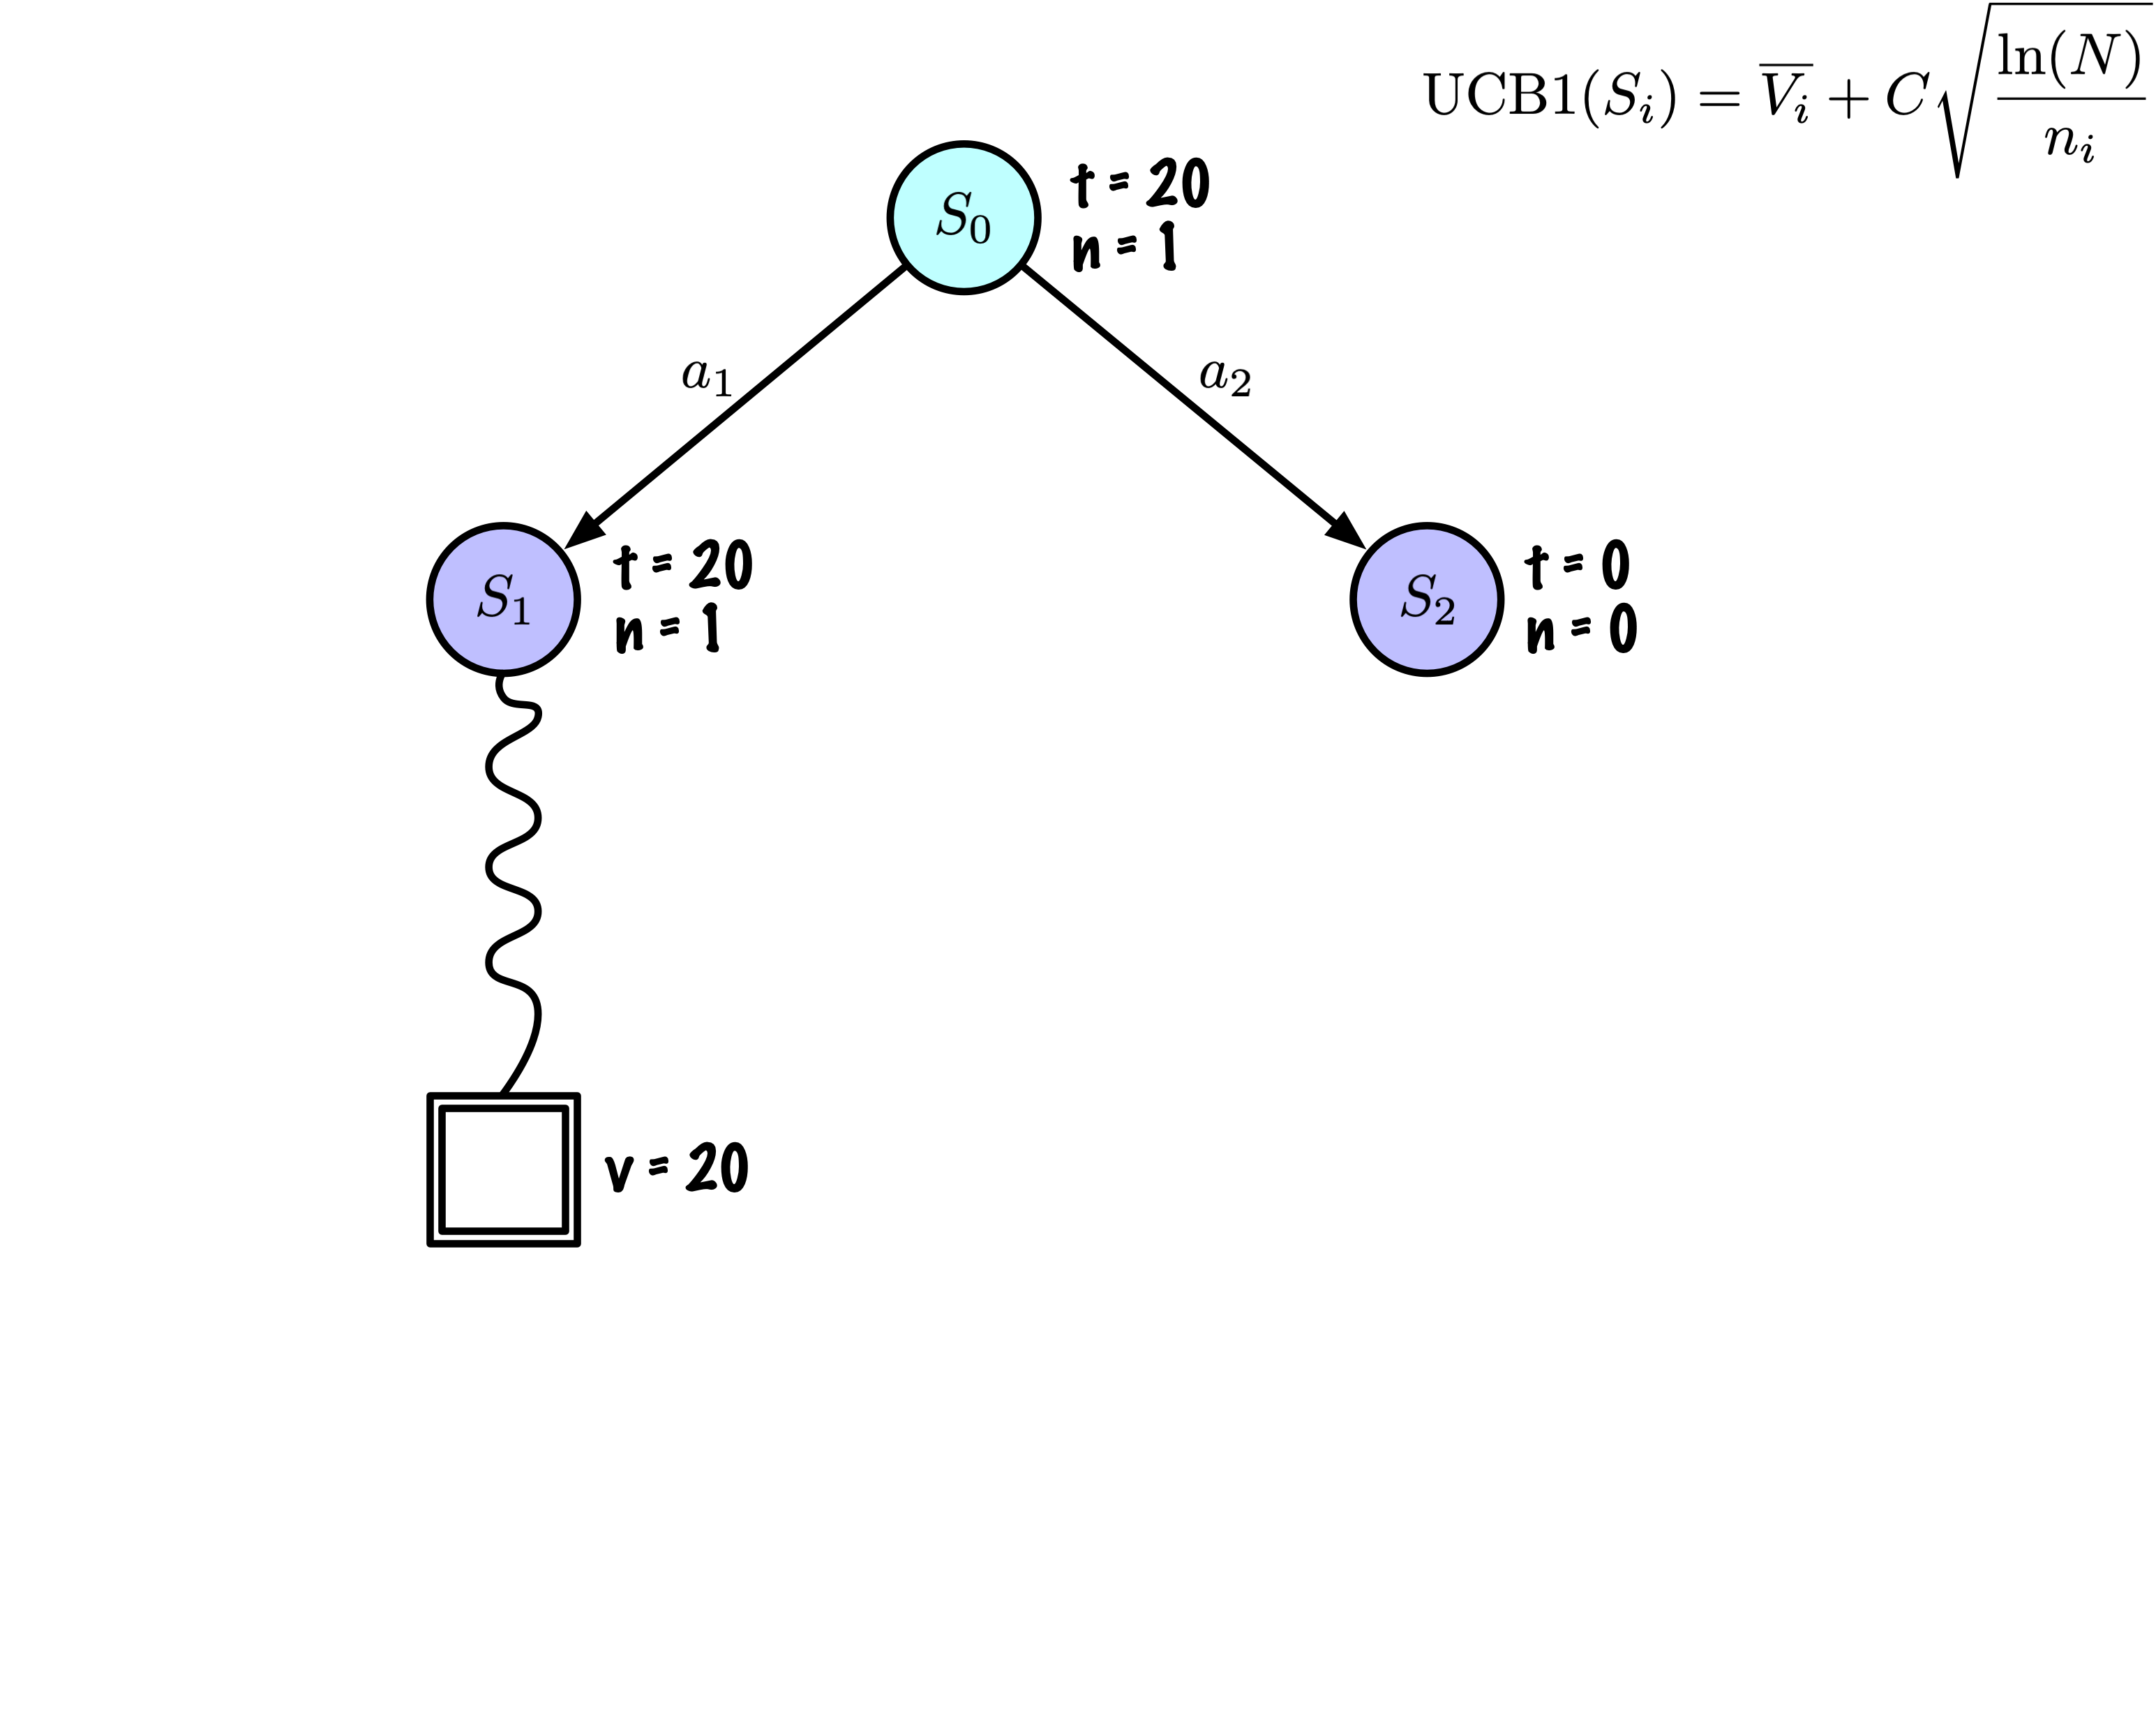 UCB1(S_i) = \overline{V_i} + C\sqrt{\frac{\ln(N)}{n_i}}
S_0
t = 20
n = 1
a_1
a_2
S_1
t = 20
n = 1
S_2
t = 0
n = 0
v = 20